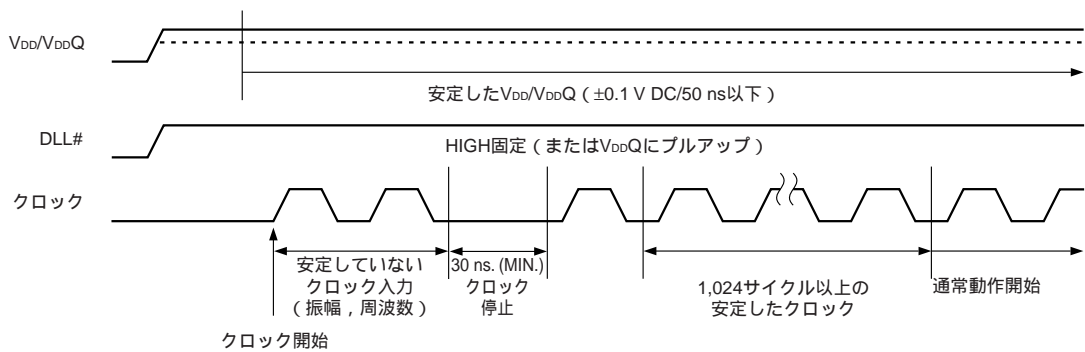 VDD/VDDQ
安定したVDD/VDDQ（±0.1 V DC/50 ns以下）
DLL#
HIGH固定（またはVDDQにプルアップ）
クロック
安定していない
クロック入力
（振幅，周波数）
30 ns. (MIN.)
クロック
停止
1,024サイクル以上の
安定したクロック
通常動作開始
クロック開始